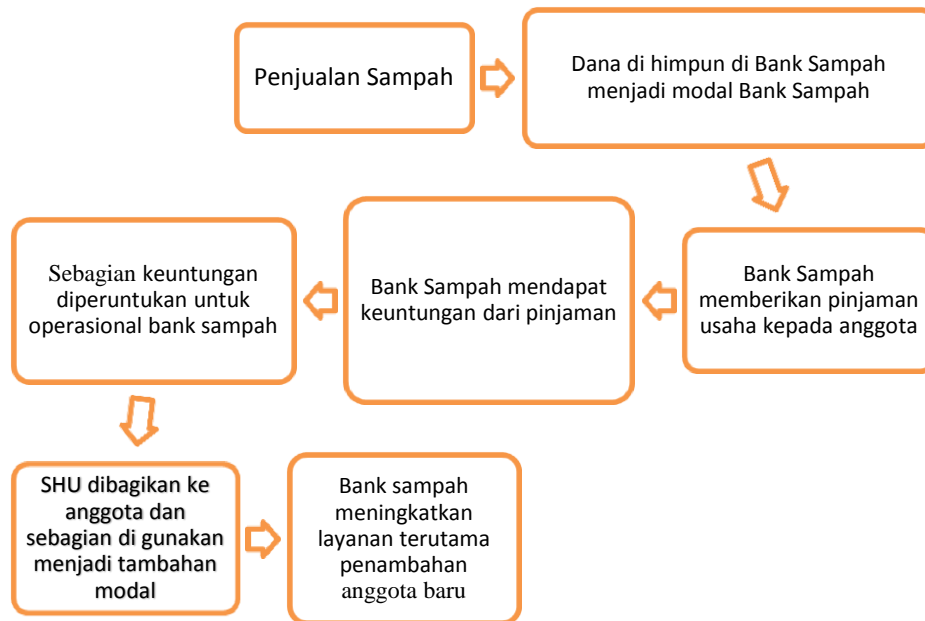 Penjualan Sampah
Dana di himpun di Bank Sampah
menjadi modal Bank Sampah
Bank Sampah
memberikan pinjaman
usaha kepada anggota
Bank Sampah mendapat
keuntungan dari pinjaman
Sebagian keuntungan
diperuntukan untuk
operasional bank sampah
SHU dibagikan ke
anggota dan
sebagian di gunakan
menjadi tambahan
modal
Bank sampah
meningkatkan
layanan terutama
penambahan
anggota baru